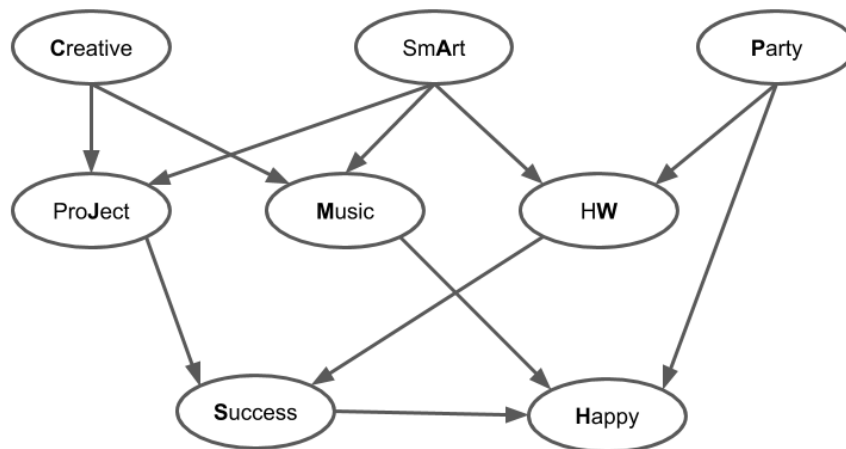 Creative
SmArt
Party
ProJect
Music
HW
Success
Happy